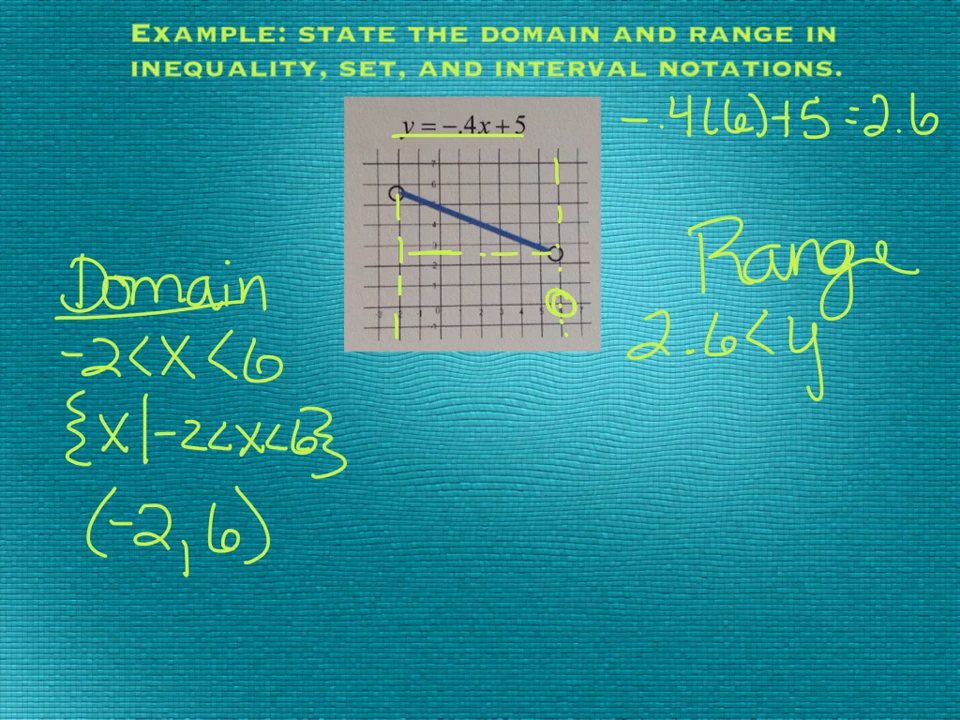 EXAMPLE: STATE THE DOMAIN AND RANGE IN
INEQUALITY, SET, AND INTERVAL NOTATIONS.
y = -.4x + 5
-.4(6)+5=2.6
Domain
-2<x<6
{x|-2<x<6}
(-2,6)
Range
2.6<y